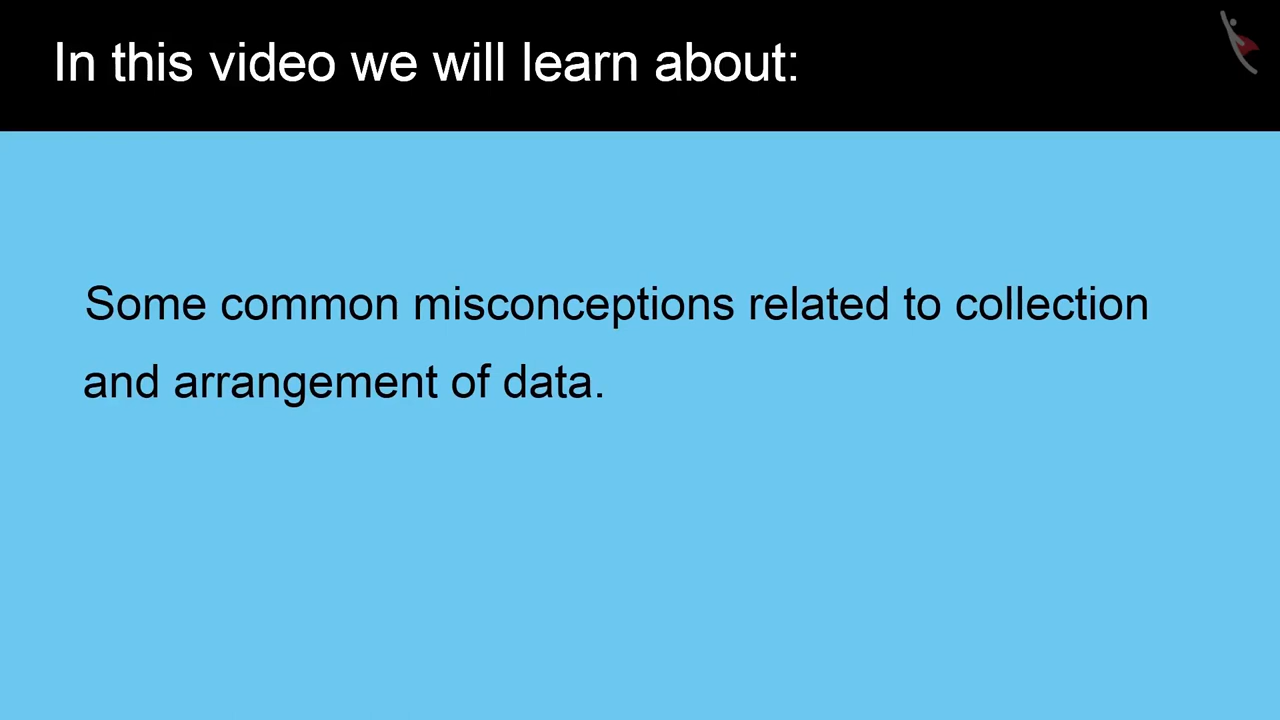 In this video we will learn about:
Some common misconceptions related to collection
and arrangement of data.